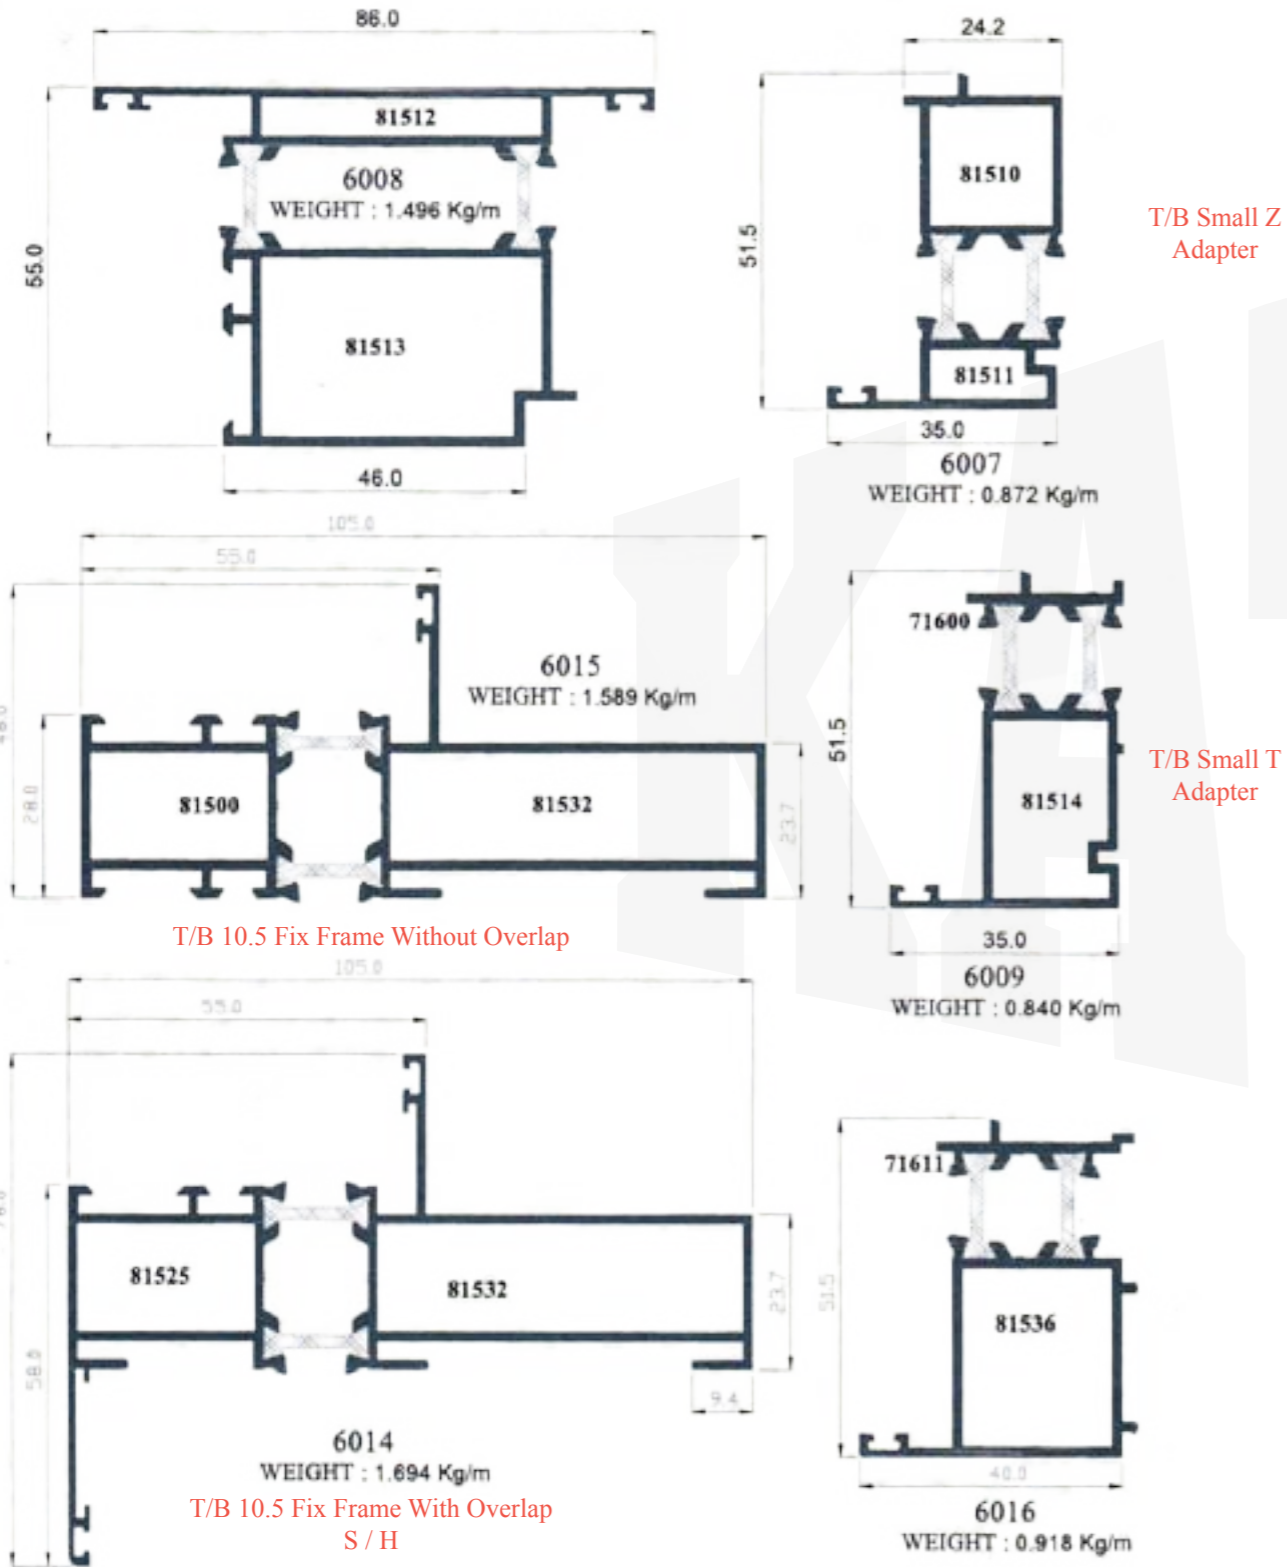 86.0
81512
6008
WEIGHT : 1.496 Kg/m
55.0
81513
46.0
24.2
51.5
81510
T/B Small Z
Adapter
81511
35.0
6007
WEIGHT : 0.872 Kg/m
105.0
55.0
6015
WEIGHT : 1.589 Kg/m
28.0
81500
81532
23.7
T/B 10.5 Fix Frame Without Overlap
71600
51.5
81514
T/B Small T
Adapter
35.0
6009
WEIGHT : 0.840 Kg/m
105.0
55.0
81525
81532
23.7
58.0
9.4
6014
WEIGHT : 1.694 Kg/m
T/B 10.5 Fix Frame With Overlap
S / H
71611
51.5
81536
40.0
6016
WEIGHT : 0.918 Kg/m